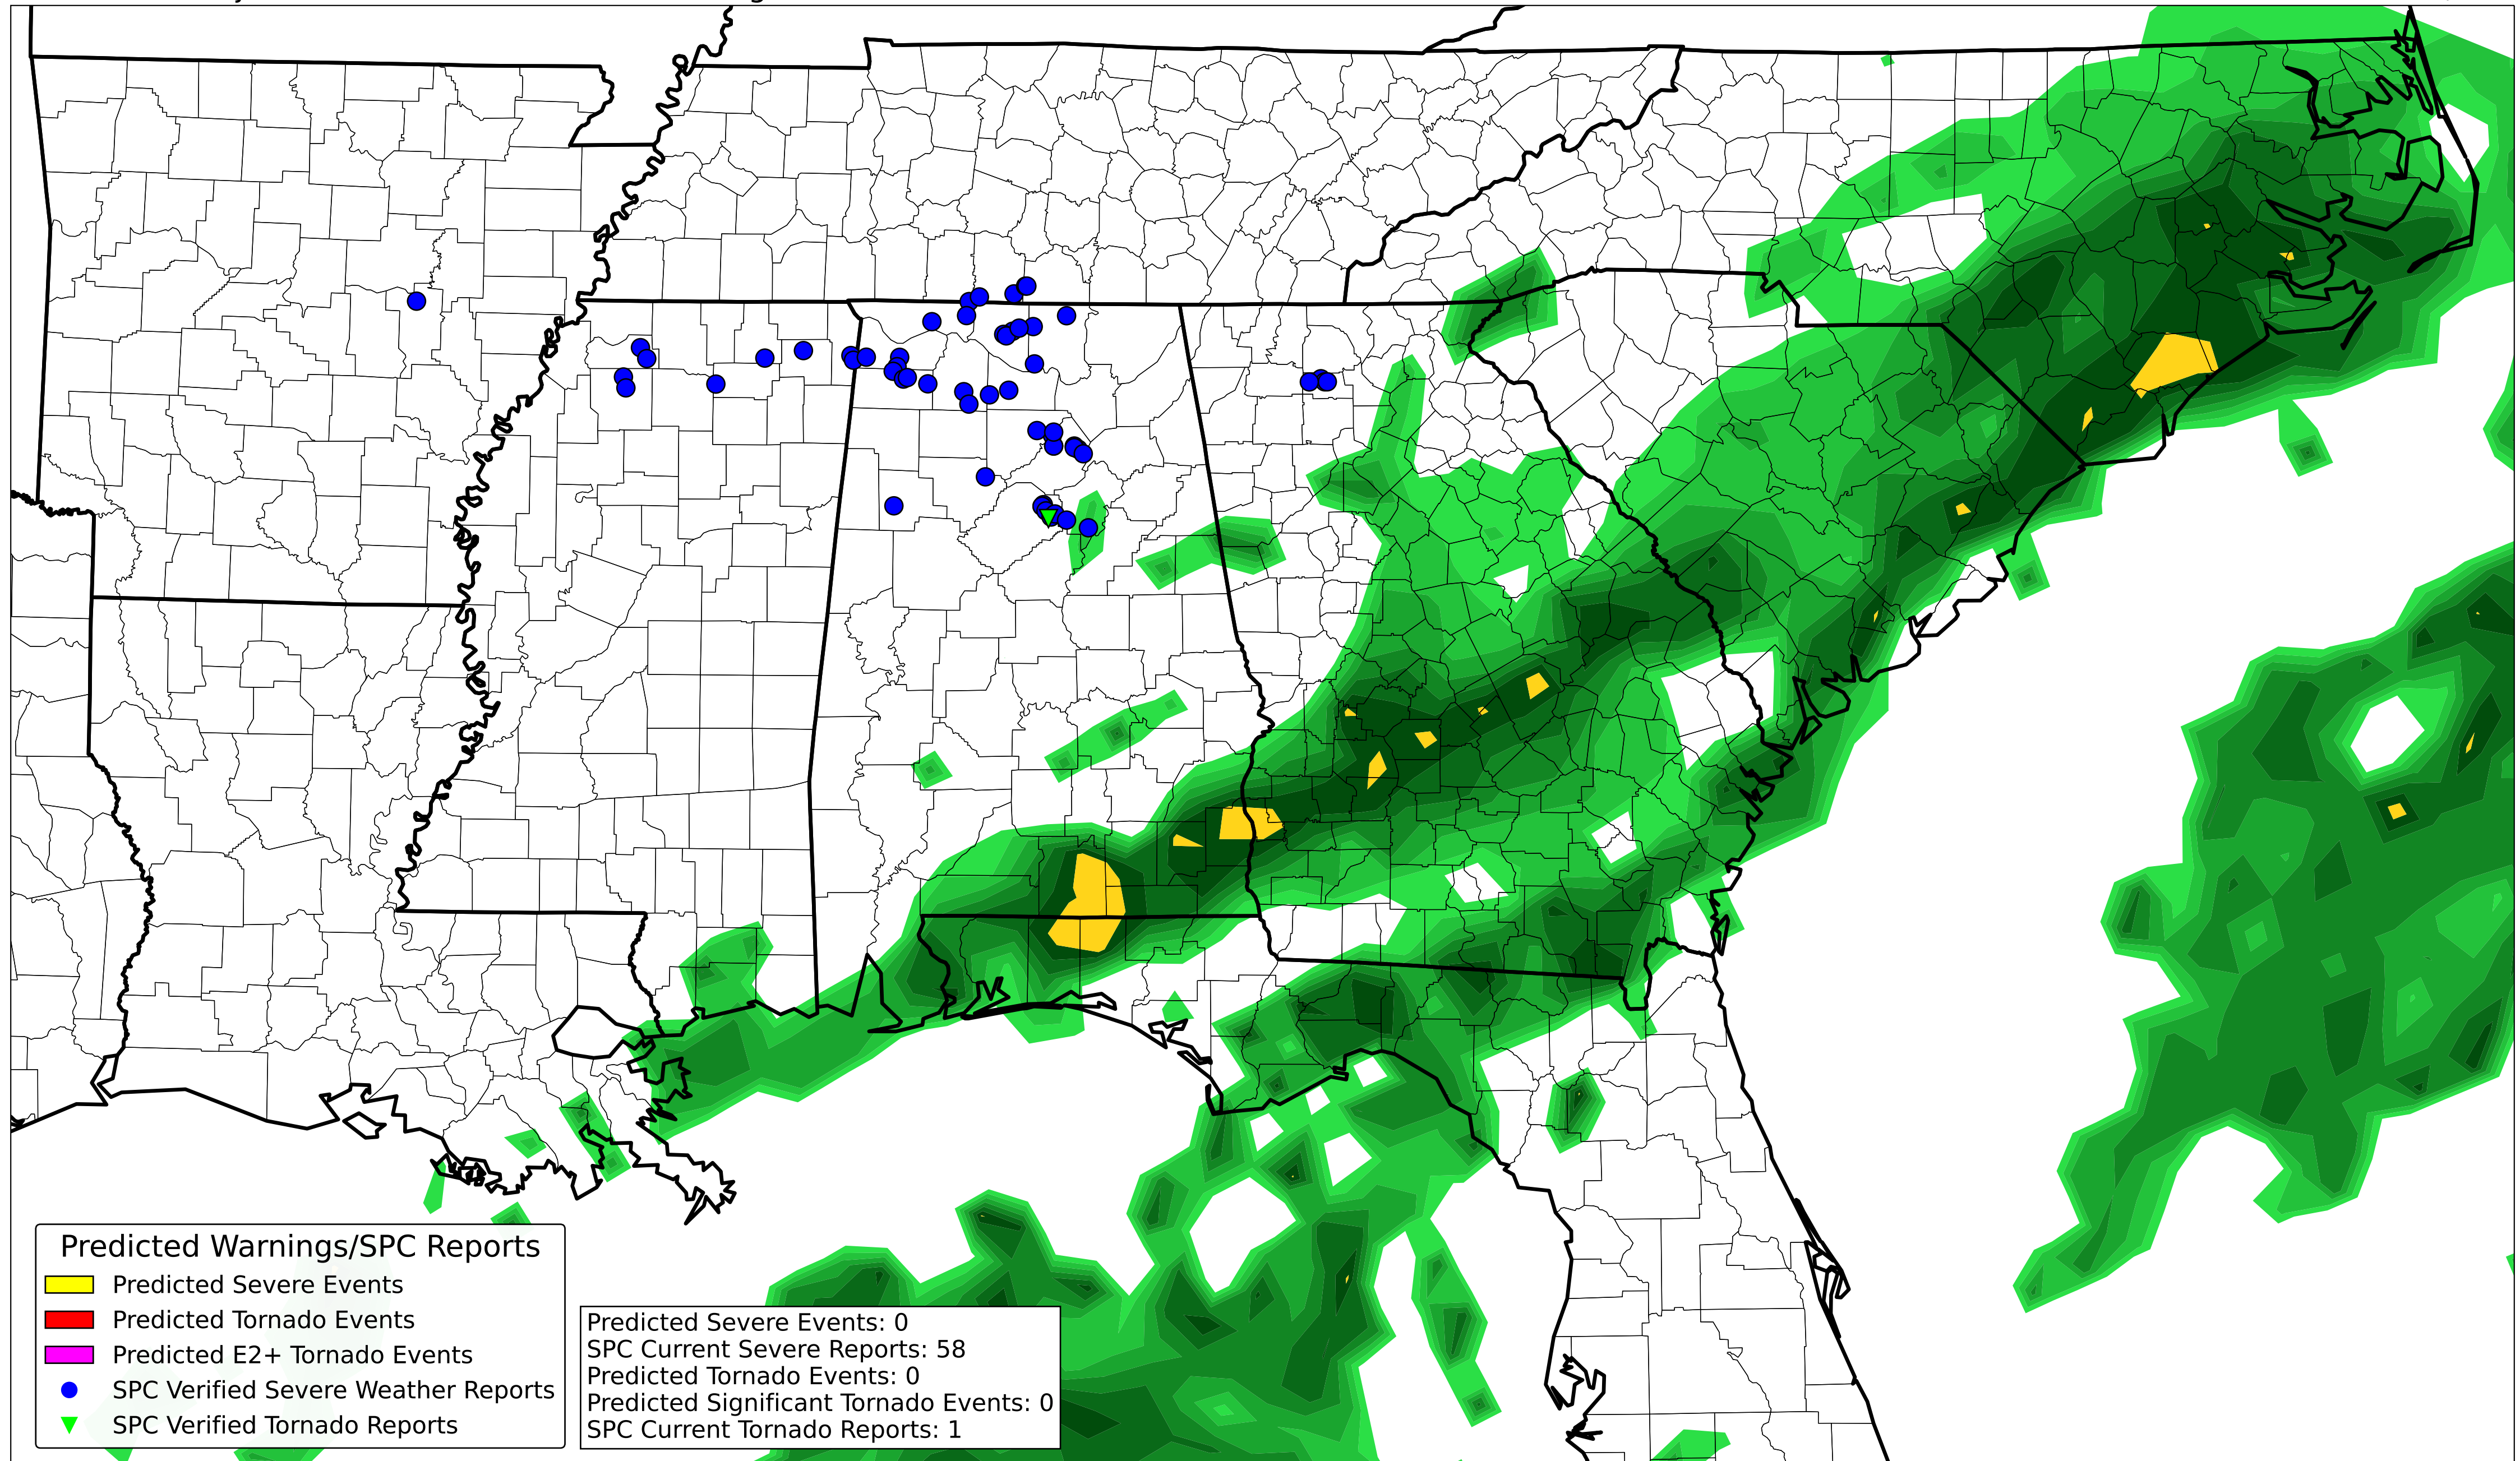 Predicted Warnings/SPC Reports
Predicted Severe Events
Predicted Tornado Events
Predicted E2+ Tornado Events
SPC Verified Severe Weather Reports
SPC Verified Tornado Reports
Predicted Severe Events: 0
SPC Current Severe Reports: 58
Predicted Tornado Events: 0
Predicted Significant Tornado Events: 0
SPC Current Tornado Reports: 1